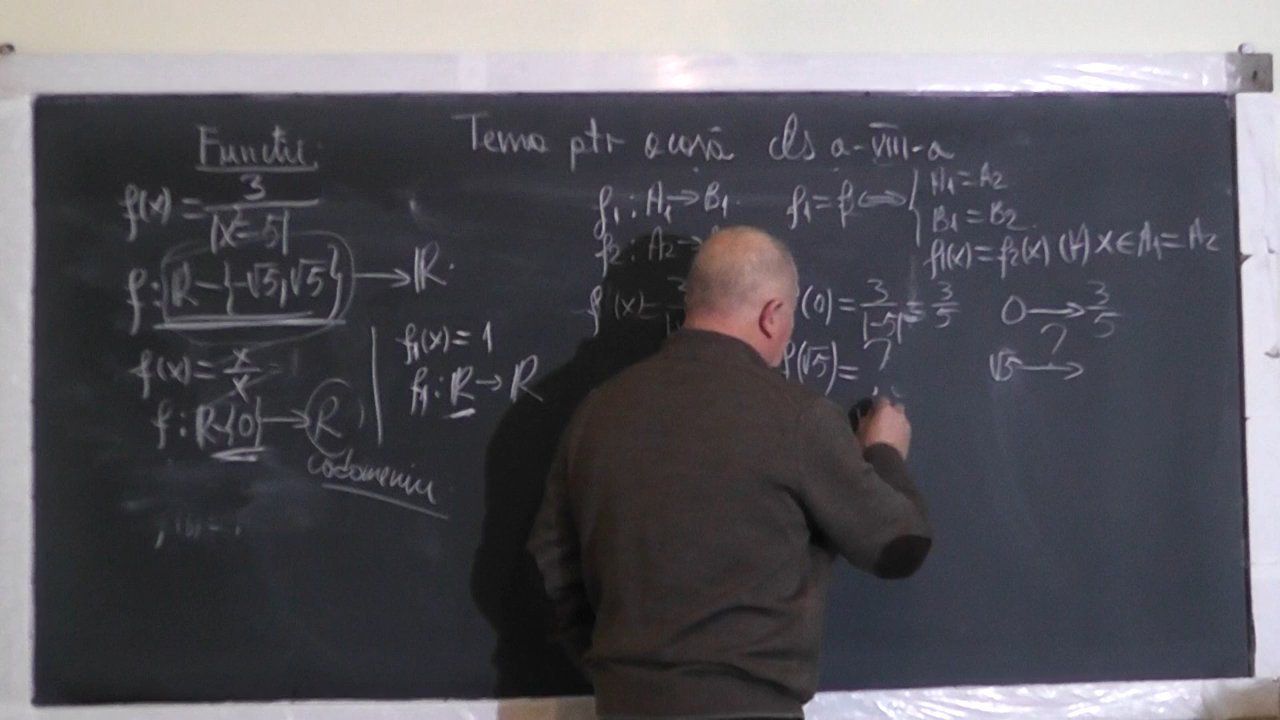 Functii
f(x) = 3/|x²-5|
f: R-{-√5,√5} → R.
f(x) = x/x = 1
f: R-{0} → R
codomeniu
f₁(x) = 1
f₁: R → R
Tema ptr acasă cls a-VIII-a
f₁: A₁→B₁ f₁=f₂ ⟺ { A₁=A₂
B₁=B₂
f₁(x)=f₂(x) (∀) x∈A₁=A₂
f₂: A₂→
f(x)= 3 (0) = 3/|-5| = 3/5 0 → 3/5
f(√5) = ? √5 → ?